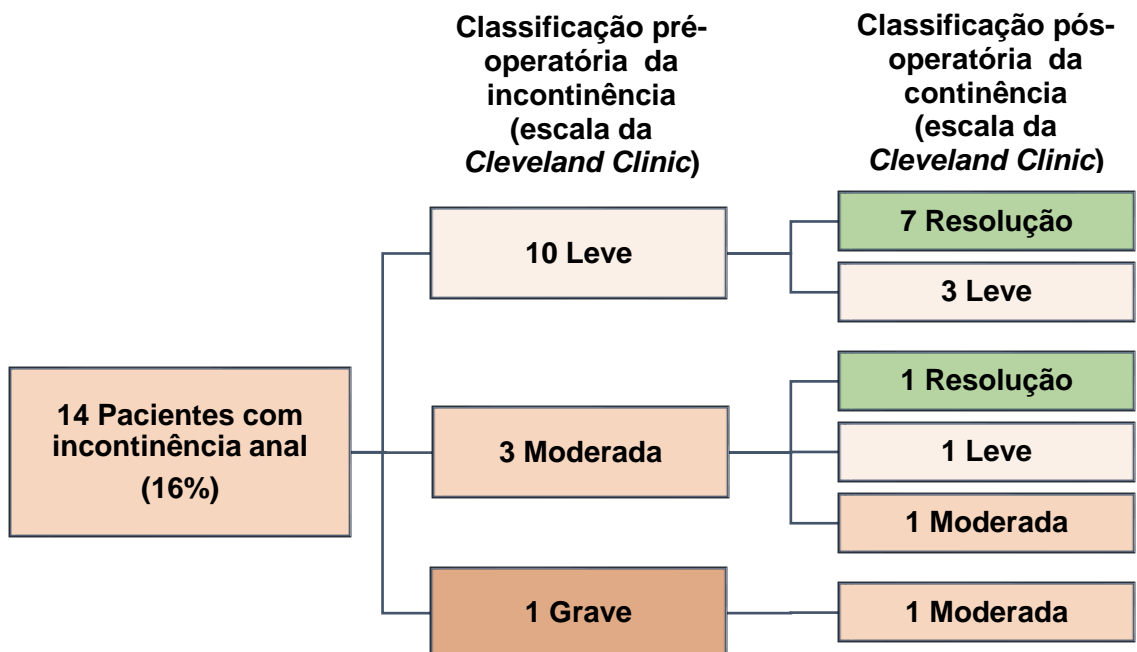 Classificação pré-
operatória da
incontinência
(escala da
Cleveland Clinic)
Classificação pós-
operatória da
continência
(escala da
Cleveland Clinic)
14 Pacientes com
incontinência anal
(16%)
10 Leve
7 Resolução
3 Leve
3 Moderada
1 Resolução
1 Leve
1 Moderada
1 Grave
1 Moderada